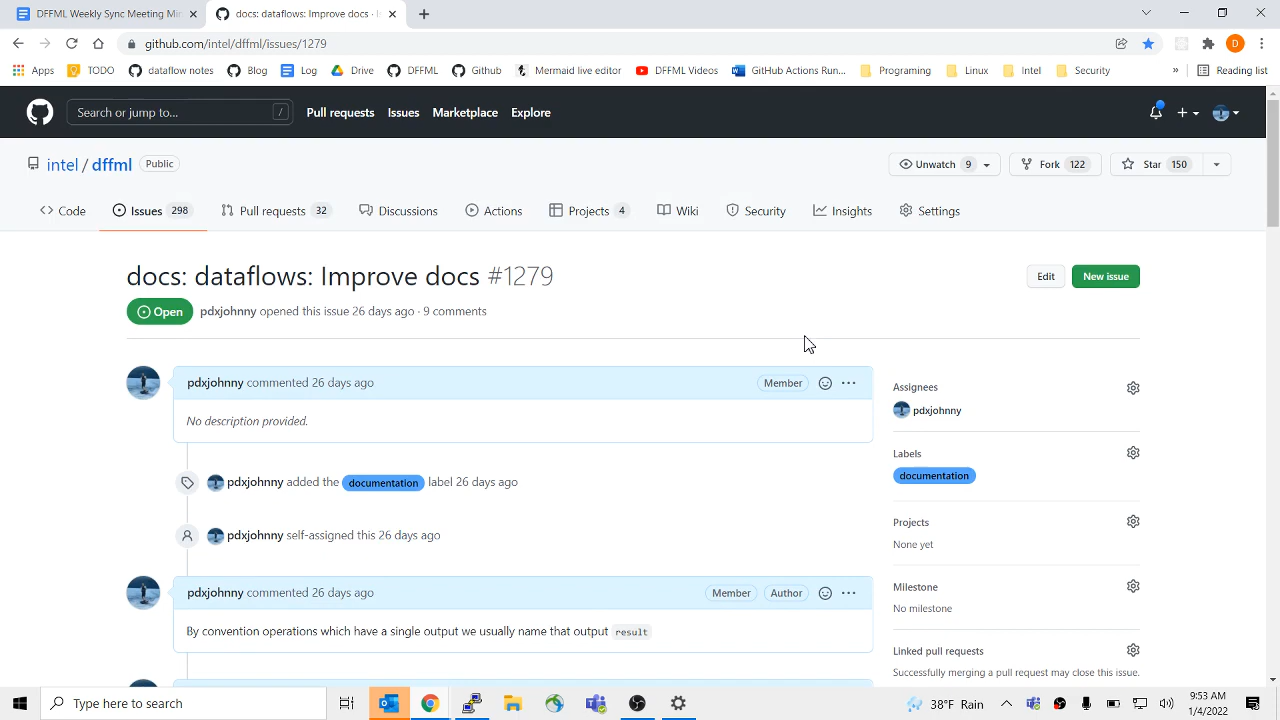 DFFML Weekly Sync Meeting Min
docs: dataflows: Improve docs · I
github.com/intel/dffml/issues/1279
Apps TODO dataflow notes Blog Log Drive DFFML Github Mermaid live editor DFFML Videos GitHub Actions Run... Programing Linux Intel Security » Reading list
Search or jump to... / Pull requests Issues Marketplace Explore
intel / dffml Public Unwatch 9 Fork 122 Star 150
Code Issues 298 Pull requests 32 Discussions Actions Projects 4 Wiki Security Insights Settings
docs: dataflows: Improve docs #1279
Edit New issue
Open pdxjohnny opened this issue 26 days ago · 9 comments
pdxjohnny commented 26 days ago Member
No description provided.
pdxjohnny added the documentation label 26 days ago
pdxjohnny self-assigned this 26 days ago
pdxjohnny commented 26 days ago Member Author
By convention operations which have a single output we usually name that output result
Assignees
pdxjohnny
Labels
documentation
Projects
None yet
Milestone
No milestone
Linked pull requests
Successfully merging a pull request may close this issue.
Type here to search
38°F Rain
9:53 AM
1/4/2022